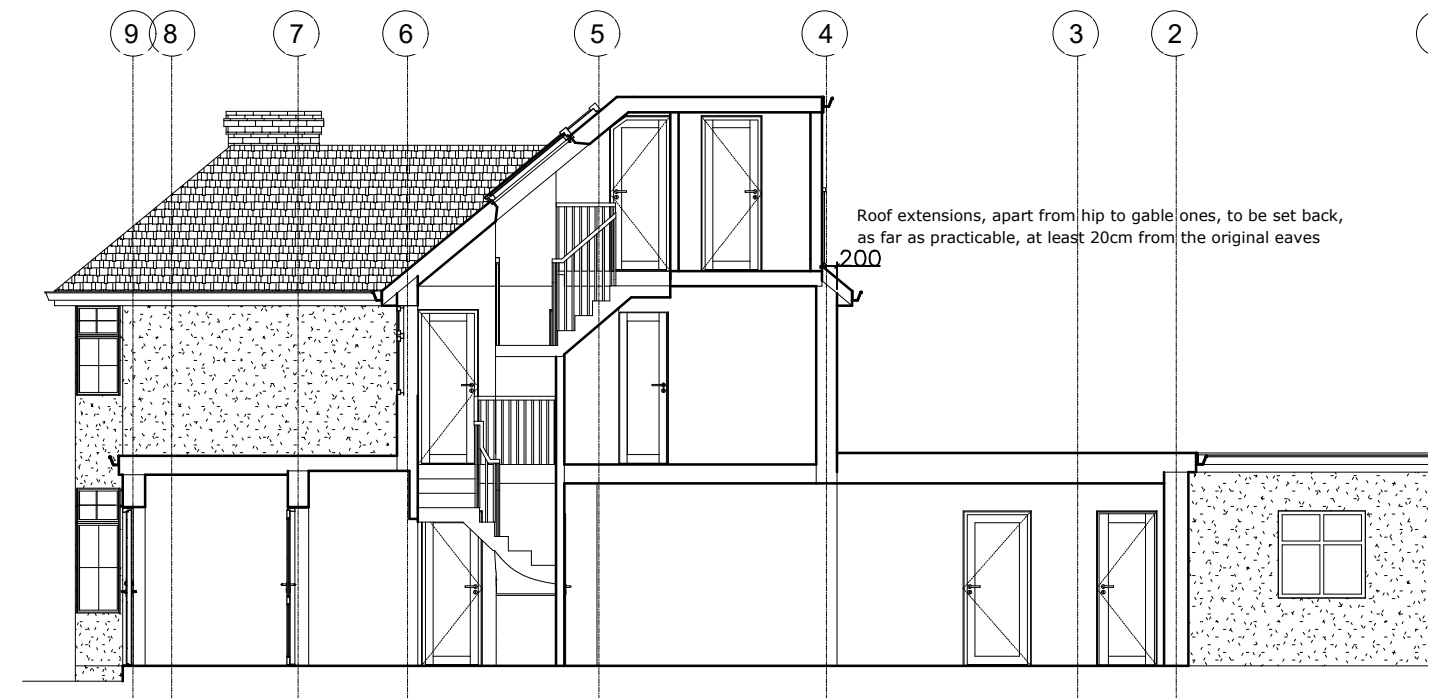 9 8 7 6 5 4 3 2
Roof extensions, apart from hip to gable ones, to be set back,
as far as practicable, at least 20cm from the original eaves
200